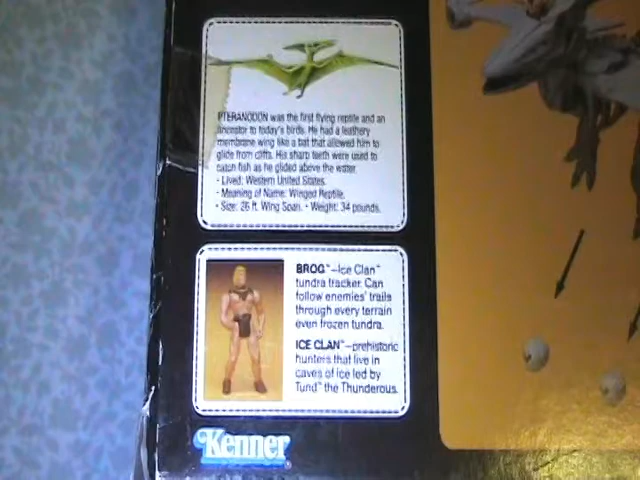 PTERANODON was the first flying reptile and an
ancestor to today's birds. He had a leathery
membrane wing like a bat that allowed him to
glide from cliffs. His sharp teeth were used to
catch fish as he glided above the water.
• Lived: Western United States.
• Meaning of Name: Winged Reptile.
• Size: 26 ft. Wing Span. • Weight: 34 pounds.
BROG™–Ice Clan™
tundra tracker. Can
follow enemies' trails
through every terrain
even frozen tundra.
ICE CLAN™–prehistoric
hunters that live in
caves of ice led by
Tund™ the Thunderous.
Kenner®